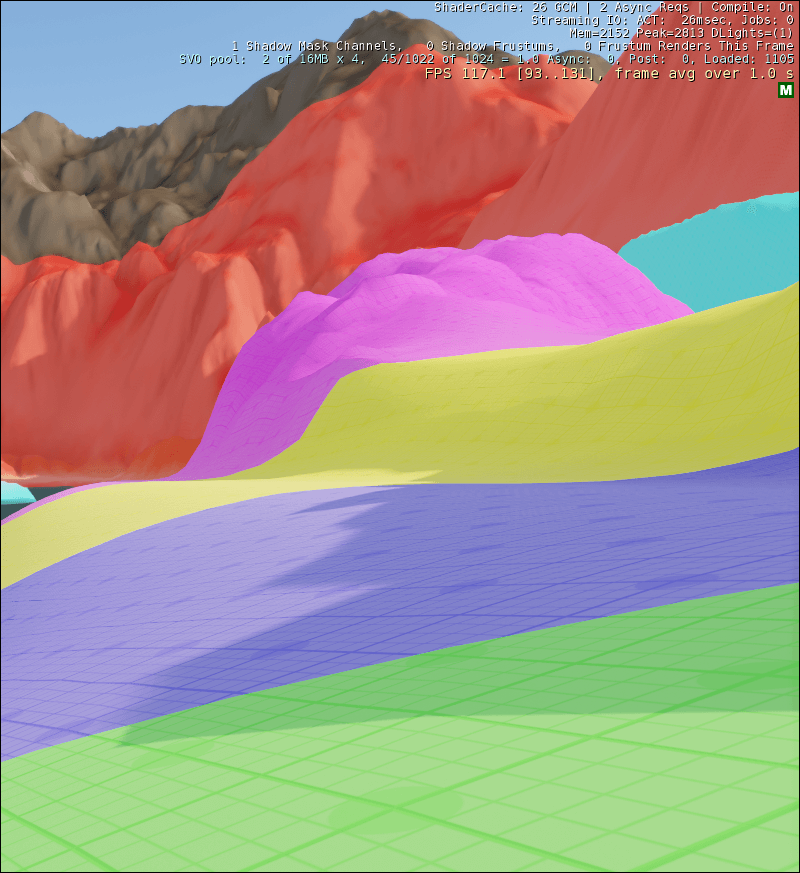 ShaderCache: 26 GCM | 2 Async Reqs | Compile: On
Streaming IO: ACT:  26msec, Jobs: 0
Mem=2152 Peak=2813 DLights=(1)
1 Shadow Mask Channels,   0 Shadow Frustums,   0 Frustum Renders This Frame
SVO pool:  2 of 16MB x 4,  45/1022 of 1024 = 1.0 Async:  0, Post:  0, Loaded: 1105
FPS 117.1 [93..131], frame avg over 1.0 s
M